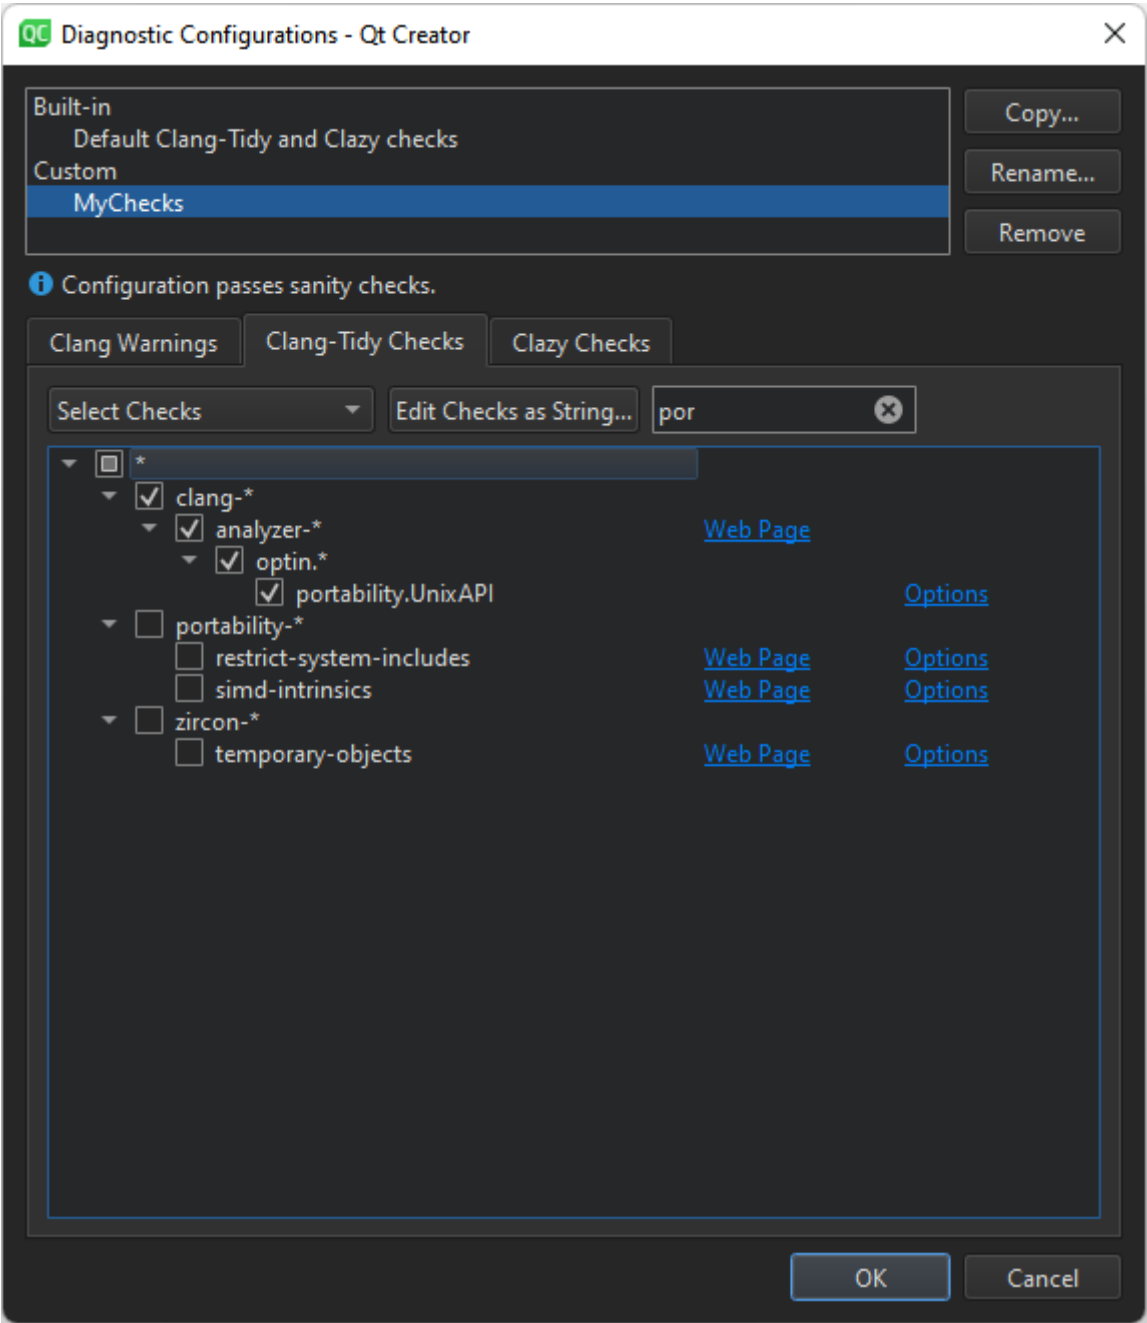 QC Diagnostic Configurations - Qt Creator
Built-in
Default Clang-Tidy and Clazy checks
Custom
MyChecks
Copy...
Rename...
Remove
Configuration passes sanity checks.
Clang Warnings Clang-Tidy Checks Clazy Checks
Select Checks Edit Checks as String... por
*
clang-*
analyzer-* Web Page
optin.*
portability.UnixAPI Options
portability-*
restrict-system-includes Web Page Options
simd-intrinsics Web Page Options
zircon-*
temporary-objects Web Page Options
OK Cancel